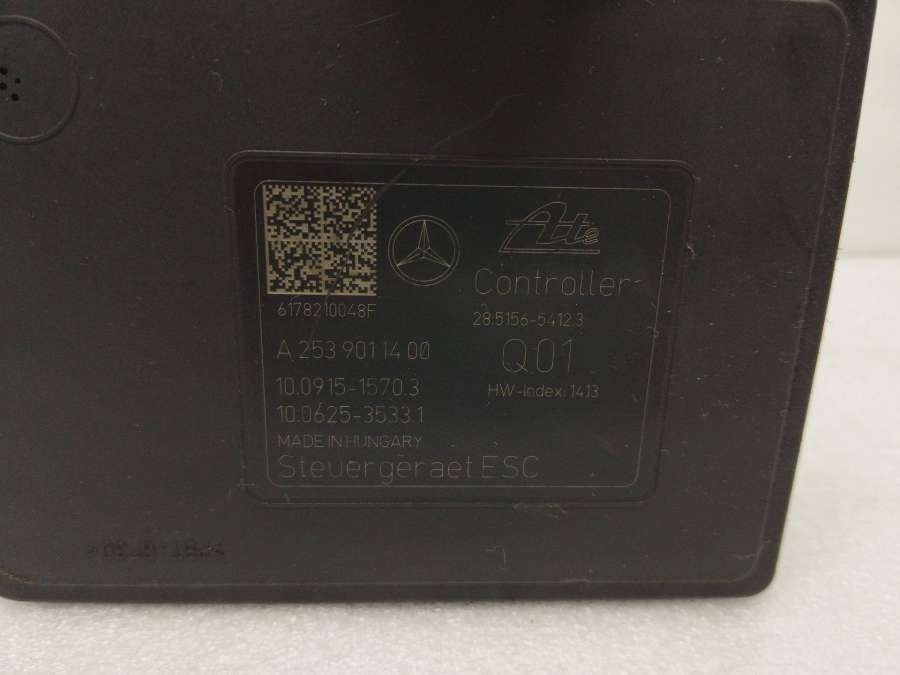 Ate
Controller
6178210048F
28.5156-5412.3
A 253 901 14 00
Q01
10.0915-1570.3
HW-Index: 1413
10.0625-3533.1
MADE IN HUNGARY
Steuergeraet ESC